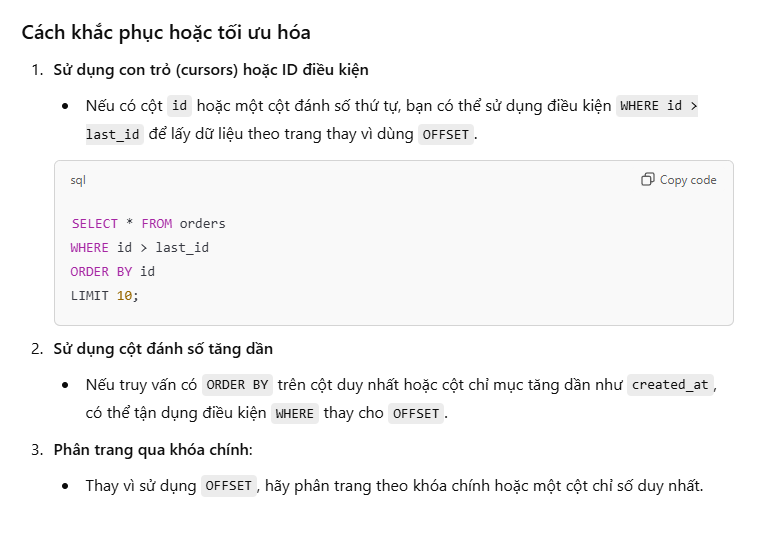 Cách khắc phục hoặc tối ưu hóa
1. Sử dụng con trỏ (cursors) hoặc ID điều kiện
• Nếu có cột id hoặc một cột đánh số thứ tự, bạn có thể sử dụng điều kiện WHERE id >
last_id để lấy dữ liệu theo trang thay vì dùng OFFSET.
sql
Copy code
SELECT * FROM orders
WHERE id > last_id
ORDER BY id
LIMIT 10;
2. Sử dụng cột đánh số tăng dần
• Nếu truy vấn có ORDER BY trên cột duy nhất hoặc cột chỉ mục tăng dần như created_at,
có thể tận dụng điều kiện WHERE thay cho OFFSET.
3. Phân trang qua khóa chính:
• Thay vì sử dụng OFFSET, hãy phân trang theo khóa chính hoặc một cột chỉ số duy nhất.